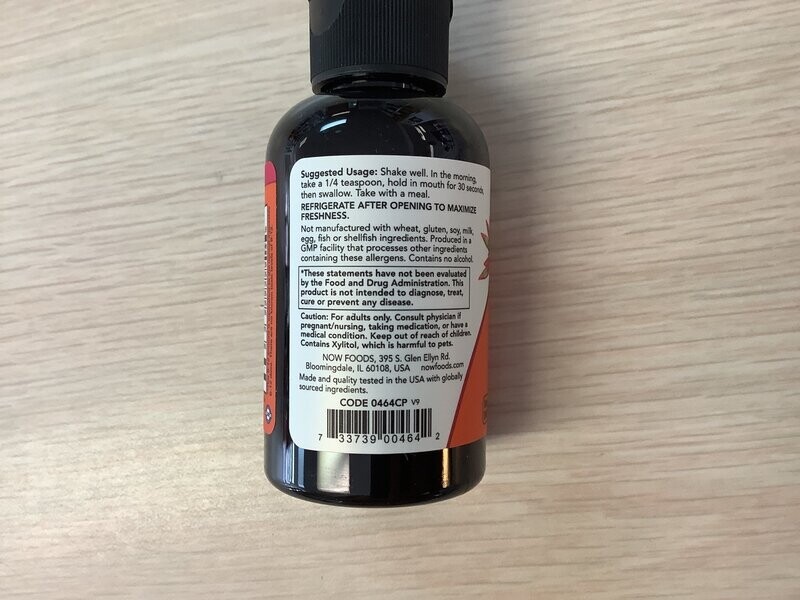 Suggested Usage: Shake well. In the morning,
take a 1/4 teaspoon, hold in mouth for 30 seconds,
then swallow. Take with a meal.
REFRIGERATE AFTER OPENING TO MAXIMIZE
FRESHNESS.
Not manufactured with wheat, gluten, soy, milk,
egg, fish or shellfish ingredients. Produced in a
GMP facility that processes other ingredients
containing these allergens. Contains no alcohol.
*These statements have not been evaluated
by the Food and Drug Administration. This
product is not intended to diagnose, treat,
cure or prevent any disease.
Caution: For adults only. Consult physician if
pregnant/nursing, taking medication, or have a
medical condition. Keep out of reach of children.
Contains Xylitol, which is harmful to pets.
NOW FOODS, 395 S. Glen Ellyn Rd.
Bloomingdale, IL 60108, USA nowfoods.com
Made and quality tested in the USA with globally
sourced ingredients.
CODE 0464CP V9
7 33739 00464 2